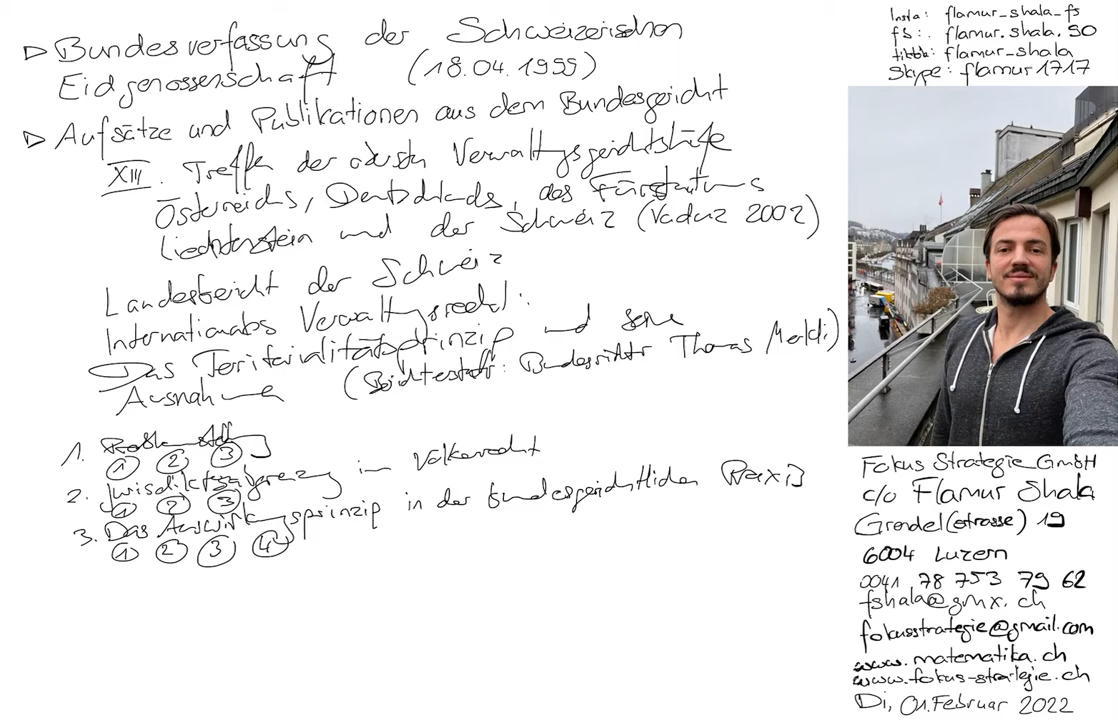 ▷ Bundesverfassung der Schweizerischen
Eidgenossenschaft (18.04.1999)
▷ Aufsätze und Publikationen aus dem Bundesgericht
XIII. Treffen der obersten Verwaltungsgerichtshöfe
Österreichs, Deutschlands, des Fürstentums
Liechtenstein und der Schweiz (Vaduz 2002)
Landesbericht der Schweiz
Internationales Verwaltungsrecht:
Das Territorialitätsprinzip und seine
Ausnahme (Berichterstatter: Bundesrichter Thomas Merkli)
1. Problemstellung
① ② ③
2. Jurisdiktionsabgrenzung im Völkerrecht
① ② ③
3. Das Auswirkungsprinzip in der bundesgerichtlichen Praxis
① ② ③ ④
Insta: flamur_shala_fs
fs: flamur.shala.90
tiktok: flamur_shala
Skype: flamur1717
Fokus Strategie GmbH
c/o Flamur Shala
Grendel(strasse) 19
6004 Luzern
0041 78 753 79 62
fshala@gmx.ch
fokusstrategie@gmail.com
www.matematika.ch
www.fokus-strategie.ch
Di, 01. Februar 2022